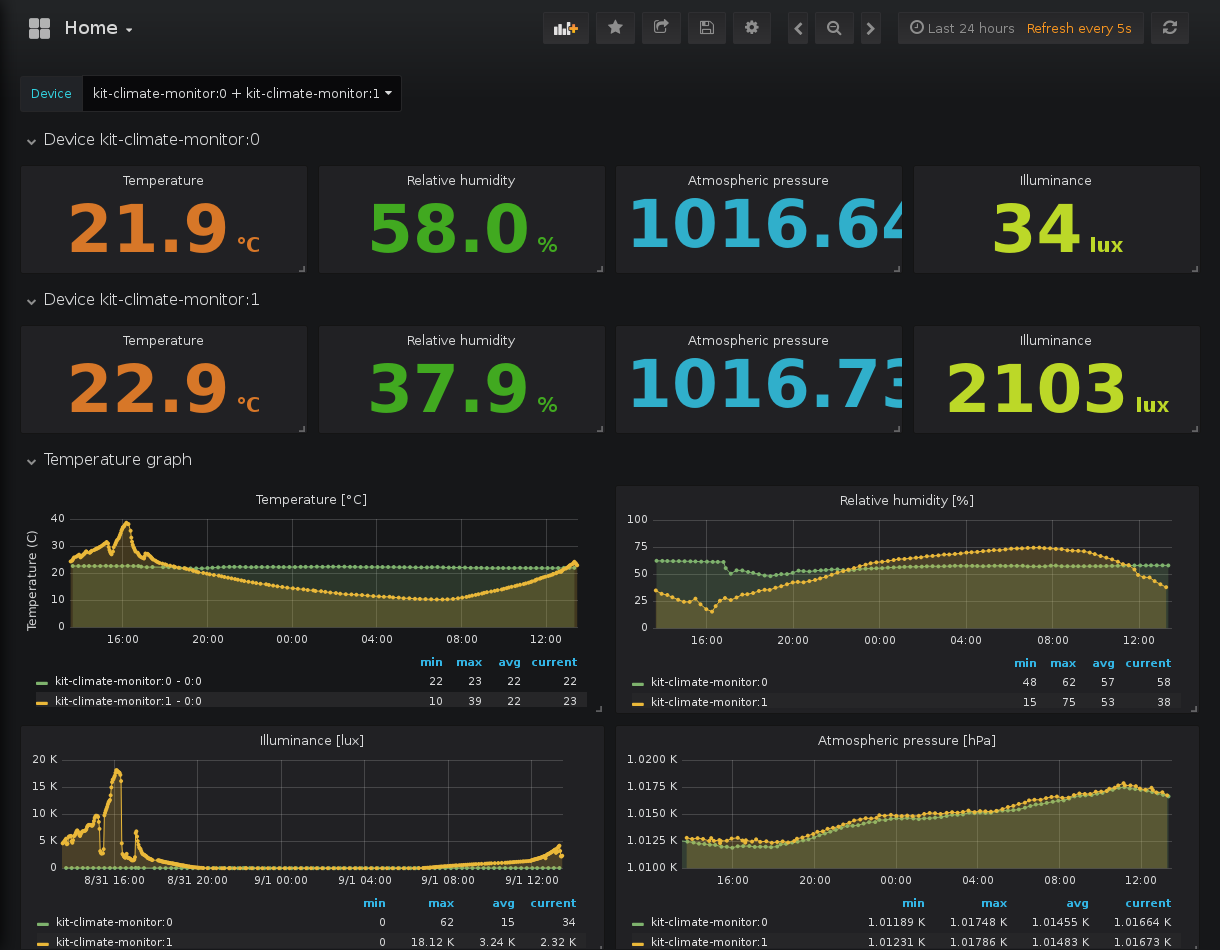 Home
Last 24 hours Refresh every 5s
Device kit-climate-monitor:0 + kit-climate-monitor:1
Device kit-climate-monitor:0
Temperature Relative humidity Atmospheric pressure Illuminance
21.9 °C 58.0 % 1016.64 34 lux
Device kit-climate-monitor:1
Temperature Relative humidity Atmospheric pressure Illuminance
22.9 °C 37.9 % 1016.73 2103 lux
Temperature graph
Temperature [°C]
Temperature (C)
40
30
20
10
0
16:00 20:00 00:00 04:00 08:00 12:00
min max avg current
kit-climate-monitor:0 - 0:0 22 23 22 22
kit-climate-monitor:1 - 0:0 10 39 22 23
Relative humidity [%]
100
75
50
25
0
16:00 20:00 00:00 04:00 08:00 12:00
min max avg current
kit-climate-monitor:0 48 62 57 58
kit-climate-monitor:1 15 75 53 38
Illuminance [lux]
20 K
15 K
10 K
5 K
0
8/31 16:00 8/31 20:00 9/1 00:00 9/1 04:00 9/1 08:00 9/1 12:00
min max avg current
kit-climate-monitor:0 0 62 15 34
kit-climate-monitor:1 0 18.12 K 3.24 K 2.32 K
Atmospheric pressure [hPa]
1.0200 K
1.0175 K
1.0150 K
1.0125 K
1.0100 K
16:00 20:00 00:00 04:00 08:00 12:00
min max avg current
kit-climate-monitor:0 1.01189 K 1.01748 K 1.01455 K 1.01664 K
kit-climate-monitor:1 1.01231 K 1.01786 K 1.01483 K 1.01673 K